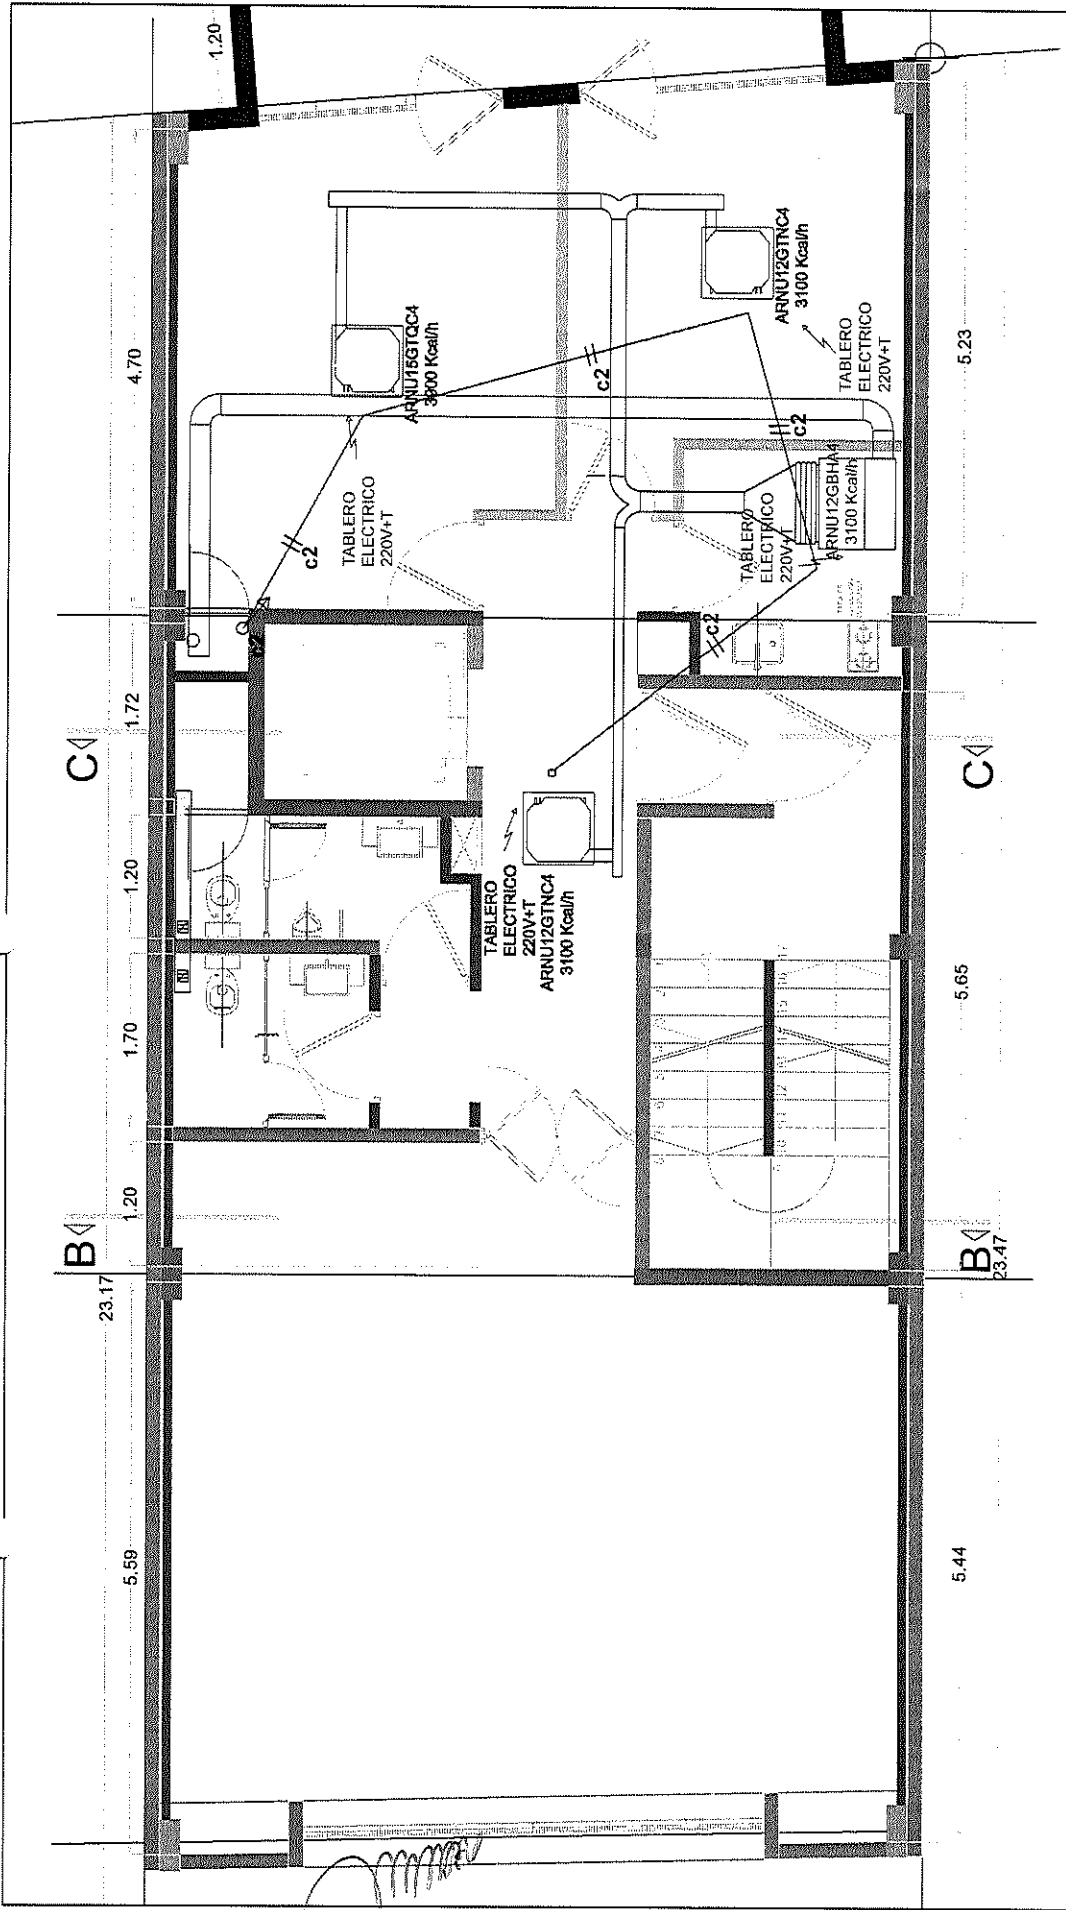 1.20
4.70
1.72
1.20
1.70
1.20
23.17
5.59
C
B
ARNU15GTQC4
3900 Kcal/h
TABLERO
ELECTRICO
220V+T
c2
c2
c2
c2
c2
ARNU12GTNC4
3100 Kcal/h
TABLERO
ELECTRICO
220V+T
TABLERO
ELECTRICO
220V+T
ARNU12GBHA4
3100 Kcal/h
TABLERO
ELECTRICO
220V+T
ARNU12GTNC4
3100 Kcal/h
5.23
C
5.65
B
23.47
5.44